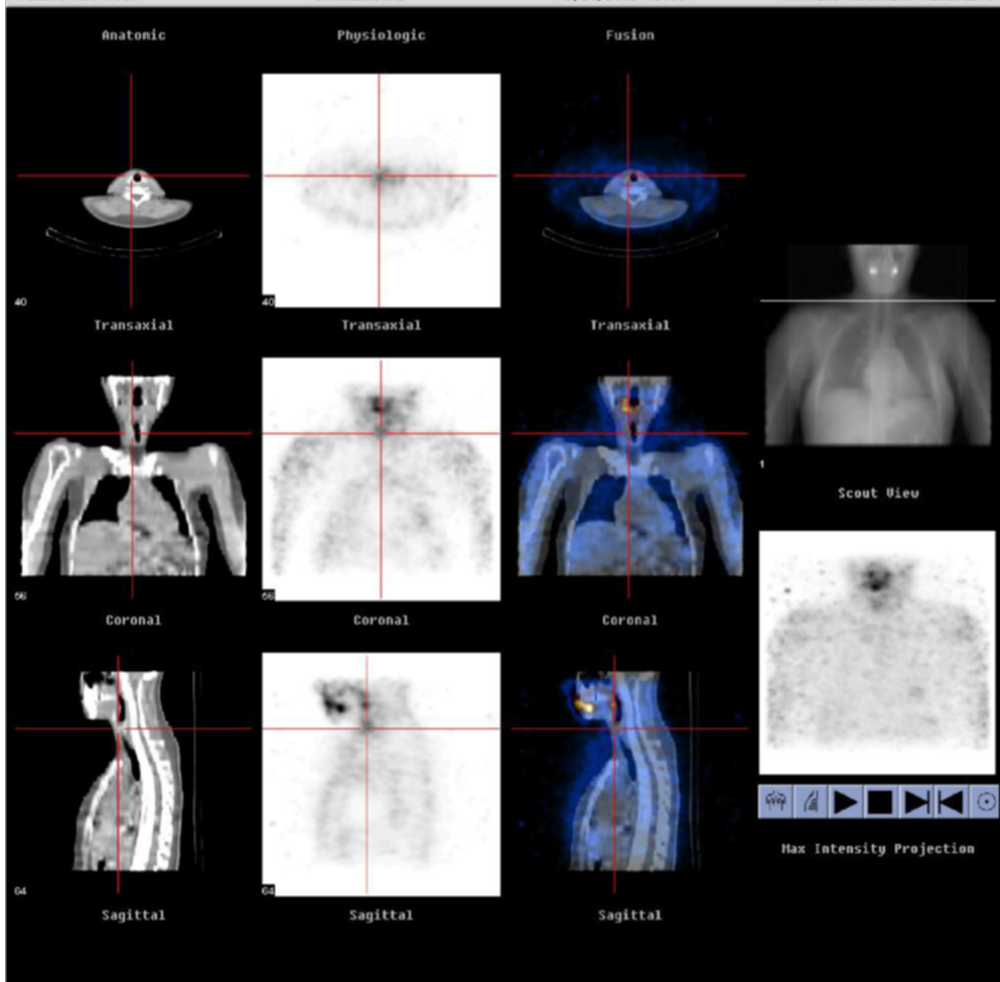 Anatomic Physiologic Fusion
40 40
Transaxial Transaxial Transaxial
56 56
1
Scout View
Coronal Coronal Coronal
64 64
Max Intensity Projection
Sagittal Sagittal Sagittal